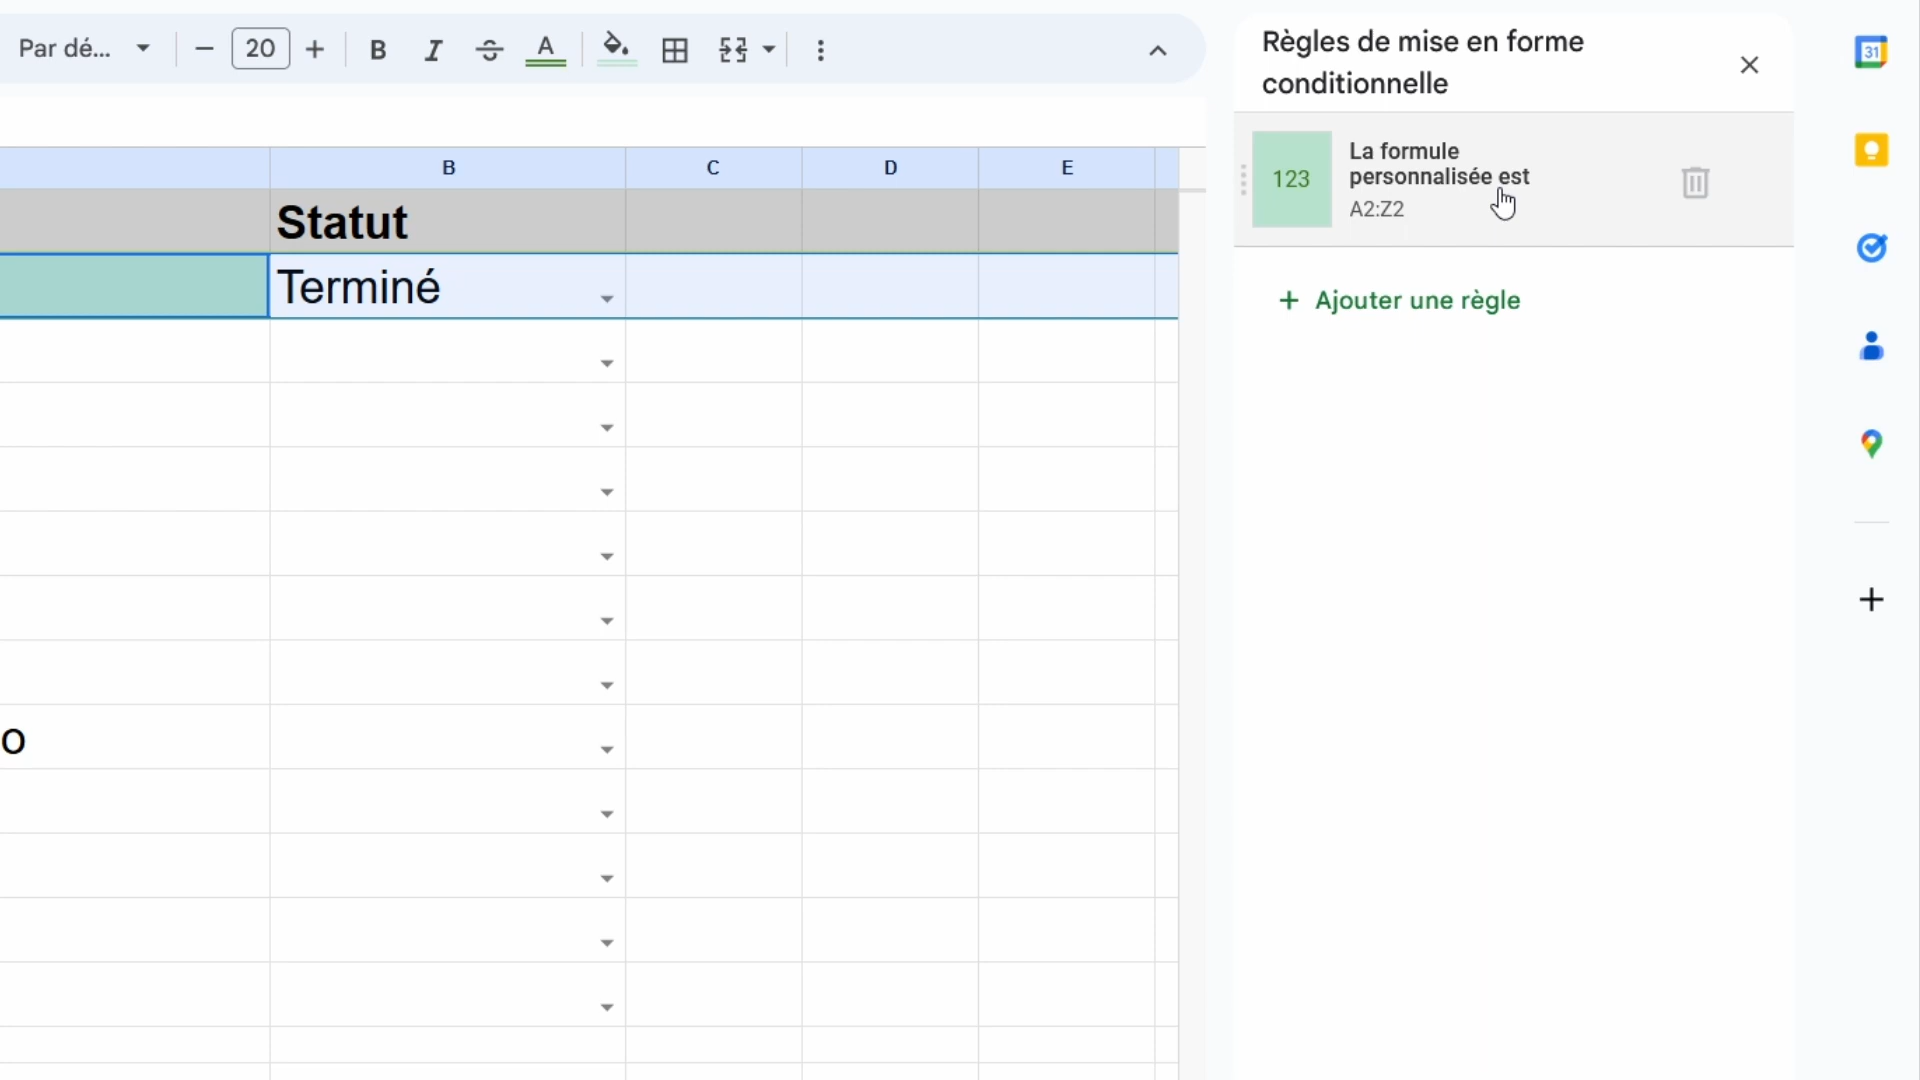 Par dé... 20 B I S A
Règles de mise en forme
conditionnelle
31
B C D E
123
La formule
personnalisée est
A2:Z2
Statut
Terminé
+ Ajouter une règle
o